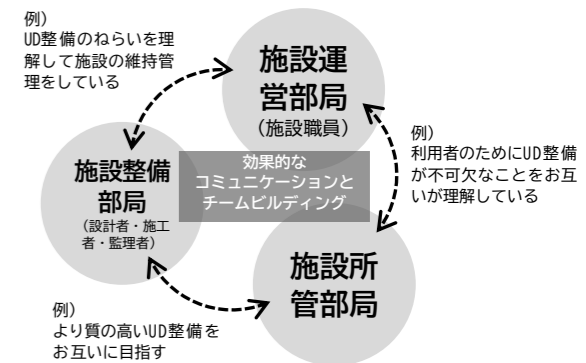 例)
UD整備のねらいを理
解して施設の維持管
理をしている
施設運
営部局
(施設職員)
例)
利用者のためにUD整備
が不可欠なことをお互
いが理解している
効果的な
コミュニケーションと
チームビルディング
施設整備
部局
(設計者・施工
者・監理者)
施設所
管部局
例)
より質の高いUD整備を
お互いに目指す